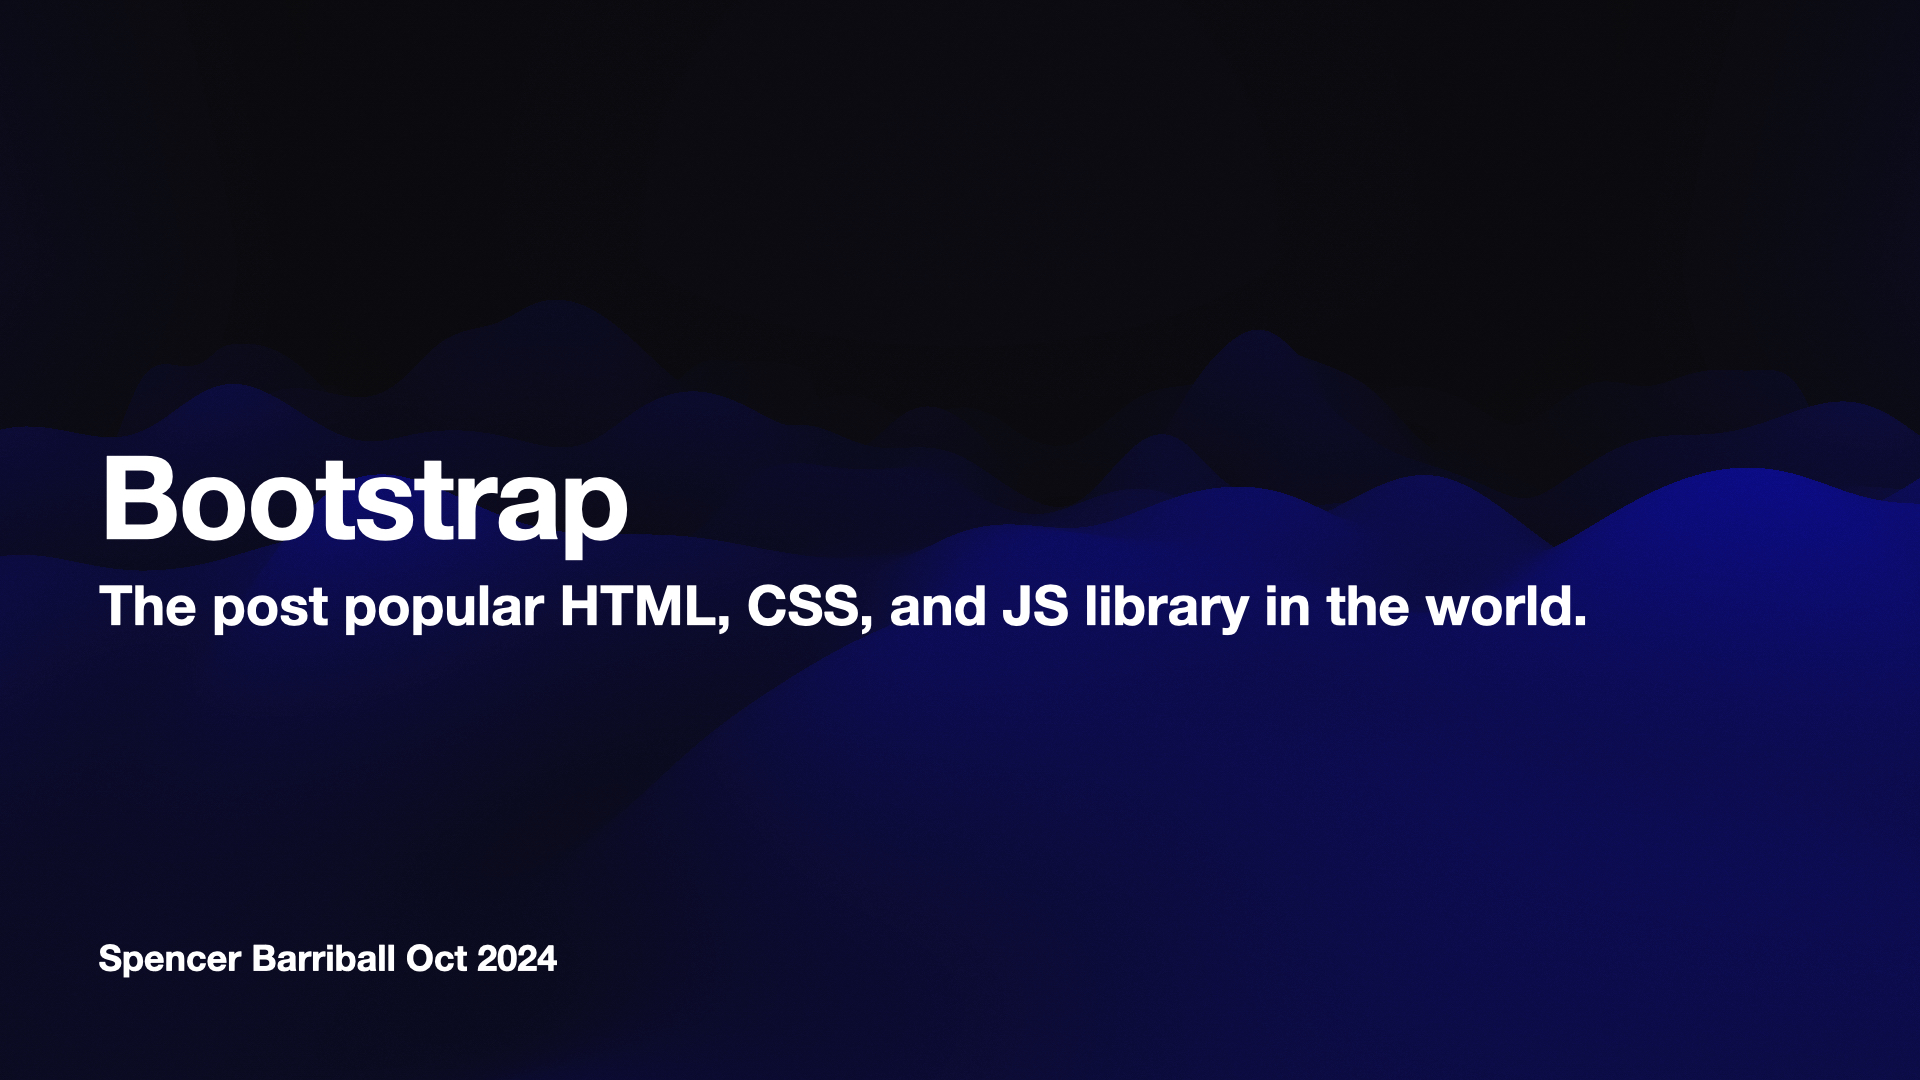 Bootstrap
The post popular HTML, CSS, and JS library in the world.
Spencer Barriball Oct 2024